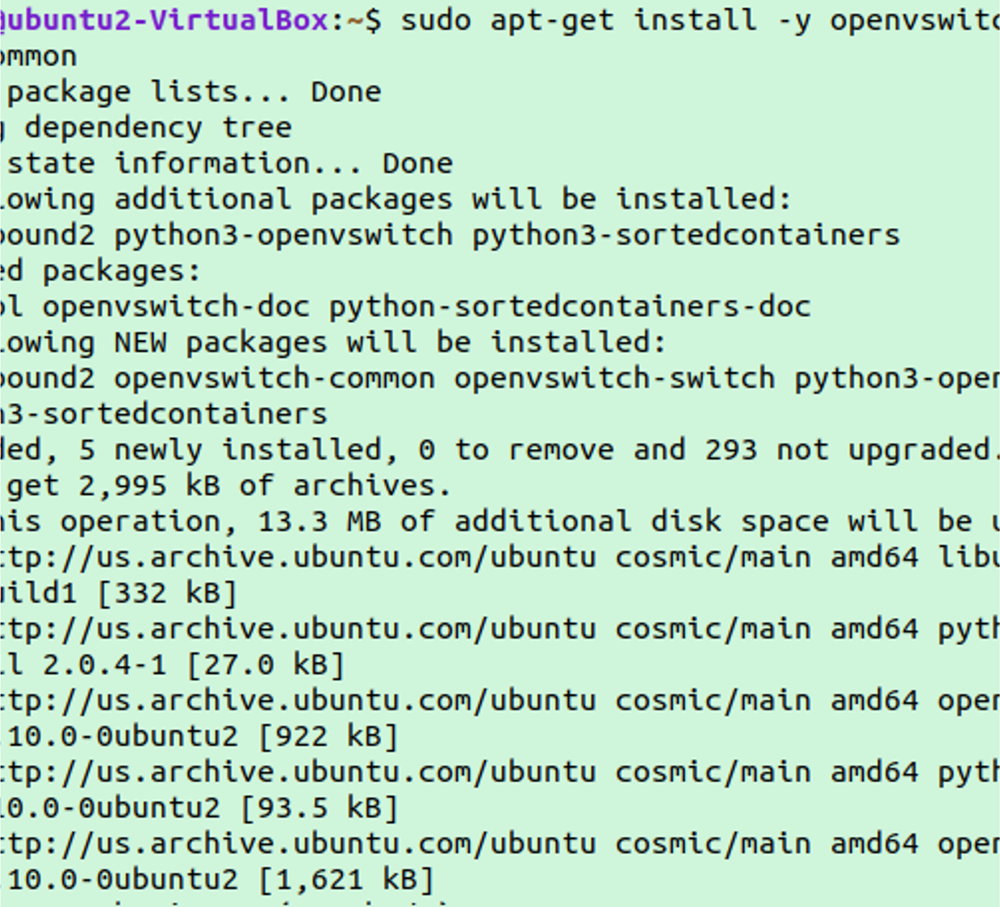 @ubuntu2-VirtualBox:~$ sudo apt-get install -y openvswitc
ommon
package lists... Done
g dependency tree
state information... Done
lowing additional packages will be installed:
bound2 python3-openvswitch python3-sortedcontainers
ed packages:
ol openvswitch-doc python-sortedcontainers-doc
lowing NEW packages will be installed:
bound2 openvswitch-common openvswitch-switch python3-open
n3-sortedcontainers
ded, 5 newly installed, 0 to remove and 293 not upgraded.
get 2,995 kB of archives.
his operation, 13.3 MB of additional disk space will be u
ttp://us.archive.ubuntu.com/ubuntu cosmic/main amd64 libu
uild1 [332 kB]
ttp://us.archive.ubuntu.com/ubuntu cosmic/main amd64 pyth
ll 2.0.4-1 [27.0 kB]
ttp://us.archive.ubuntu.com/ubuntu cosmic/main amd64 open
.10.0-0ubuntu2 [922 kB]
ttp://us.archive.ubuntu.com/ubuntu cosmic/main amd64 pyth
10.0-0ubuntu2 [93.5 kB]
ttp://us.archive.ubuntu.com/ubuntu cosmic/main amd64 open
.10.0-0ubuntu2 [1,621 kB]